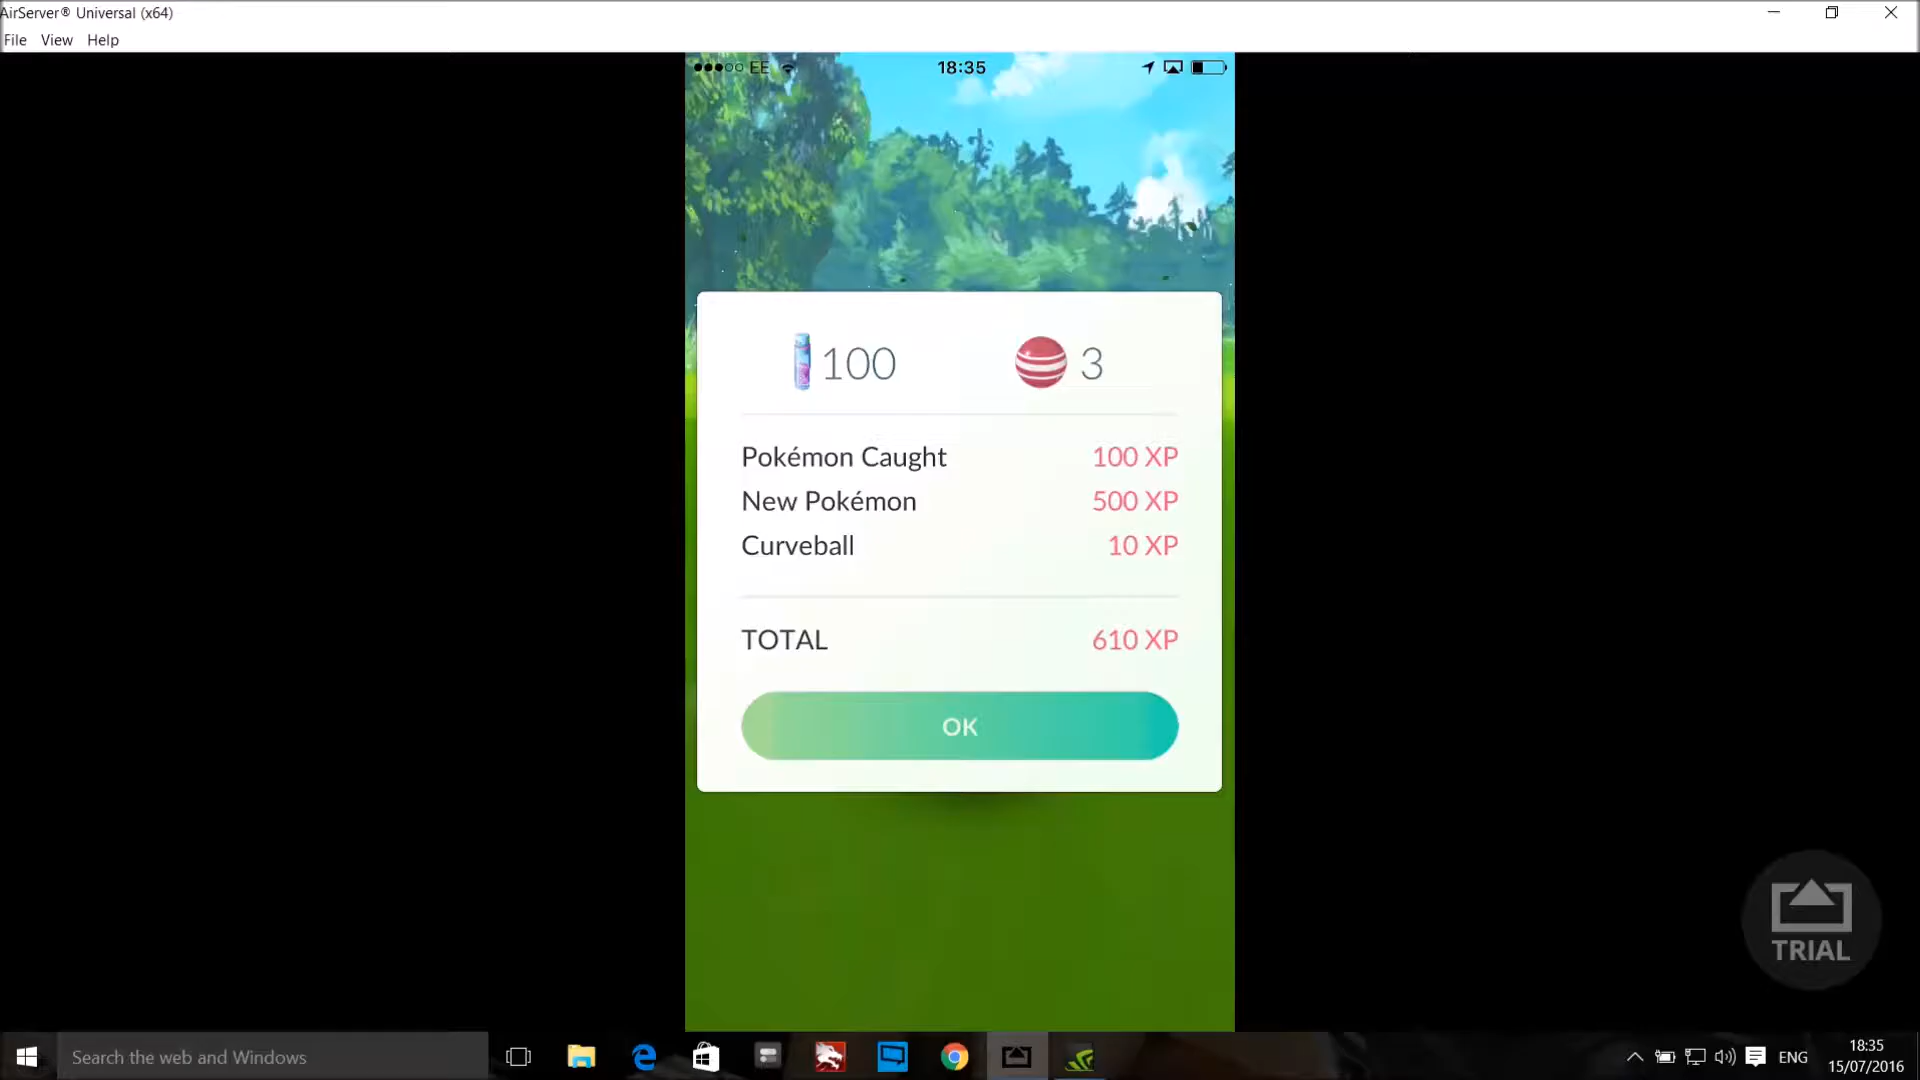 AirServer® Universal (x64)
File View Help
EE 18:35
100 3
Pokémon Caught 100 XP
New Pokémon 500 XP
Curveball 10 XP
TOTAL 610 XP
OK
TRIAL
Search the web and Windows
ENG
18:35
15/07/2016